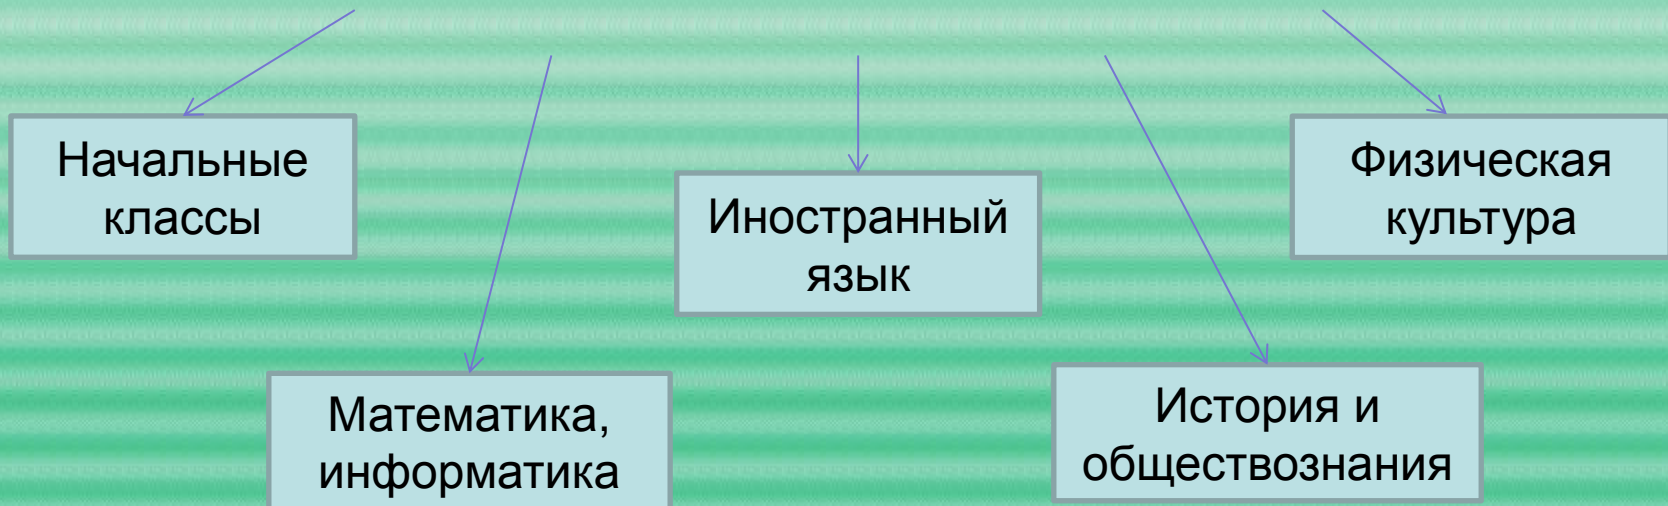 Начальные
классы
Физическая
культура
Иностранный
язык
Математика,
информатика
История и
обществознания